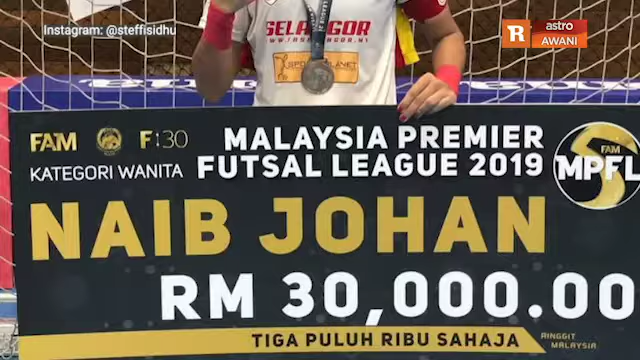 Instagram: @steffisidhu
R
astro
AWANI
SELANGOR
FAM
F:30
KATEGORI WANITA
MALAYSIA PREMIER
FUTSAL LEAGUE 2019
FAM
MPFL
NAIB JOHAN
RM 30,000.00
TIGA PULUH RIBU SAHAJA
RINGGIT
MALAYSIA